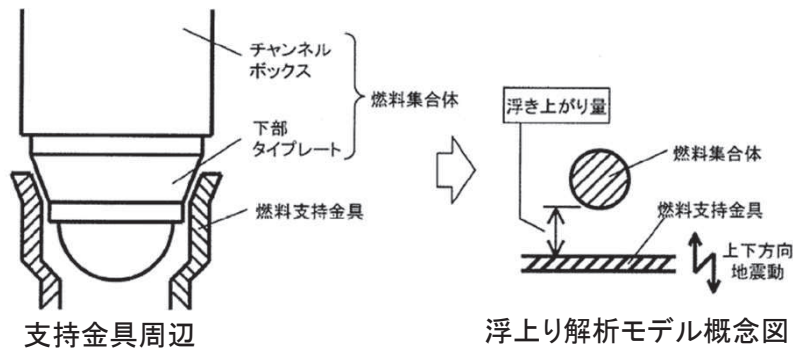 チャンネル
ボックス
燃料集合体
下部
タイプレート
燃料支持金具
支持金具周辺
浮き上がり量
燃料集合体
燃料支持金具
上下方向
地震動
浮上り解析モデル概念図